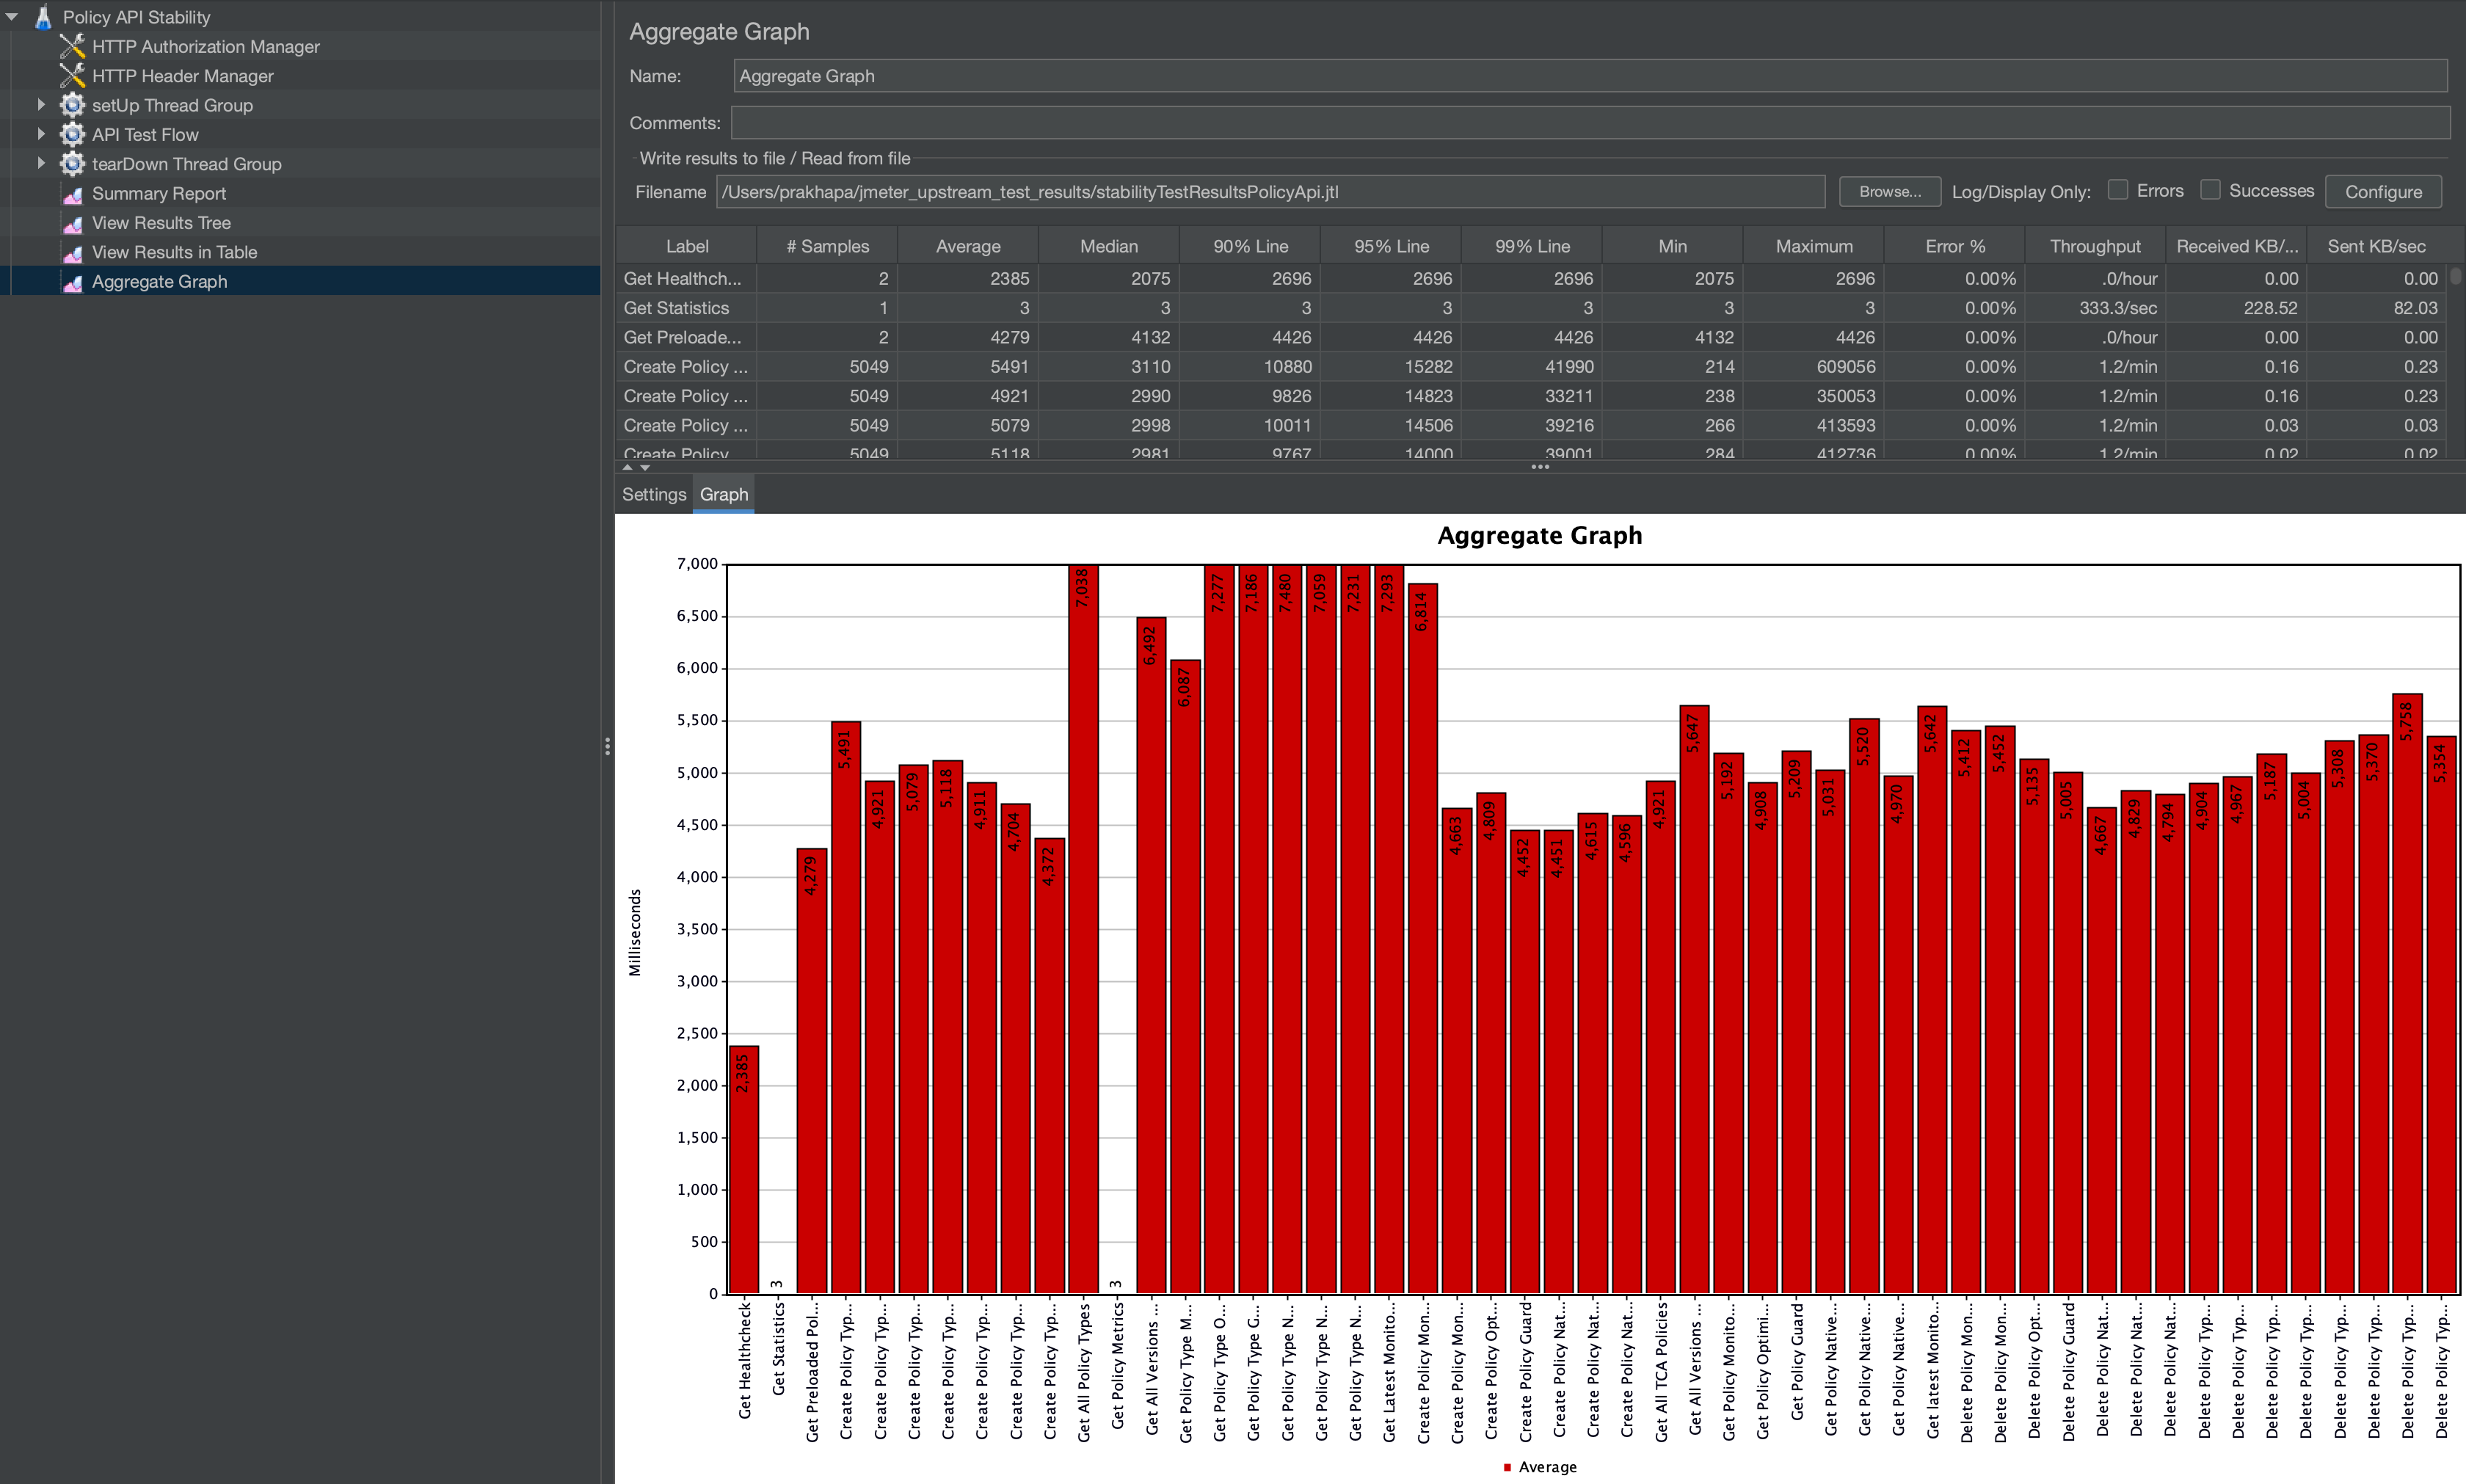 Policy API Stability
HTTP Authorization Manager
HTTP Header Manager
setUp Thread Group
API Test Flow
tearDown Thread Group
Summary Report
View Results Tree
View Results in Table
Aggregate Graph
Aggregate Graph
Name: Aggregate Graph
Comments:
Write results to file / Read from file
Filename /Users/prakhapa/jmeter_upstream_test_results/stabilityTestResultsPolicyApi.jtl Browse... Log/Display Only: Errors Successes Configure
Label # Samples Average Median 90% Line 95% Line 99% Line Min Maximum Error % Throughput Received KB/... Sent KB/sec
Get Healthch... 2 2385 2075 2696 2696 2696 2075 2696 0.00% .0/hour 0.00 0.00
Get Statistics 1 3 3 3 3 3 3 3 0.00% 333.3/sec 228.52 82.03
Get Preloade... 2 4279 4132 4426 4426 4426 4132 4426 0.00% .0/hour 0.00 0.00
Create Policy ... 5049 5491 3110 10880 15282 41990 214 609056 0.00% 1.2/min 0.16 0.23
Create Policy ... 5049 4921 2990 9826 14823 33211 238 350053 0.00% 1.2/min 0.16 0.23
Create Policy ... 5049 5079 2998 10011 14506 39216 266 413593 0.00% 1.2/min 0.03 0.03
Create Policy 5049 5118 2981 9767 14000 39001 284 412736 0.00% 1.2/min 0.02 0.02
Settings Graph
Aggregate Graph
Milliseconds
7,000
6,500
6,000
5,500
5,000
4,500
4,000
3,500
3,000
2,500
2,000
1,500
1,000
500
0
2,385
3
4,279
5,491
4,921
5,079
5,118
4,911
4,704
4,372
7,038
3
6,492
6,087
7,277
7,186
7,480
7,059
7,231
7,293
6,814
4,663
4,809
4,452
4,451
4,615
4,596
4,921
5,647
5,192
4,908
5,209
5,031
5,520
4,970
5,642
5,412
5,452
5,135
5,005
4,667
4,829
4,794
4,904
4,967
5,187
5,004
5,308
5,370
5,758
5,354
Get Healthcheck
Get Statistics
Get Preloaded Pol...
Create Policy Typ...
Create Policy Typ...
Create Policy Typ...
Create Policy Typ...
Create Policy Typ...
Create Policy Typ...
Create Policy Typ...
Get All Policy Types
Get Policy Metrics
Get All Versions ...
Get Policy Type M...
Get Policy Type O...
Get Policy Type G...
Get Policy Type N...
Get Policy Type N...
Get Policy Type N...
Get Latest Monito...
Create Policy Mon...
Create Policy Mon...
Create Policy Opt...
Create Policy Guard
Create Policy Nat...
Create Policy Nat...
Create Policy Nat...
Get All TCA Policies
Get All Versions ...
Get Policy Monito...
Get Policy Optimi...
Get Policy Guard
Get Policy Native...
Get Policy Native...
Get Policy Native...
Get latest Monito...
Delete Policy Mon...
Delete Policy Mon...
Delete Policy Opt...
Delete Policy Guard
Delete Policy Nat...
Delete Policy Nat...
Delete Policy Nat...
Delete Policy Typ...
Delete Policy Typ...
Delete Policy Typ...
Delete Policy Typ...
Delete Policy Typ...
Delete Policy Typ...
Delete Policy Typ...
Delete Policy Typ...
Average